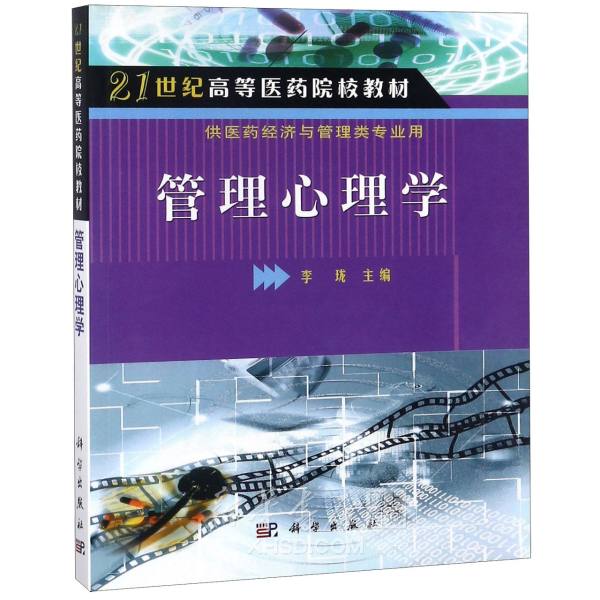 21世纪高等医药院校教材
供医药经济与管理类专业用
管理心理学
李 珑 主编
科学出版社
XHSD.COM
21世纪高等医药院校教材
管理心理学
科学出版社